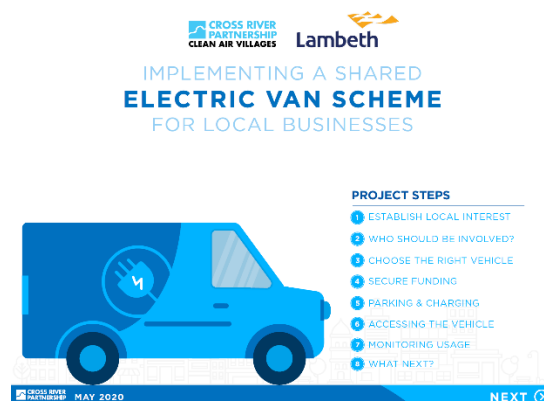 CROSS RIVER
PARTNERSHIP
CLEAN AIR VILLAGES
Lambeth
IMPLEMENTING A SHARED
ELECTRIC VAN SCHEME
FOR LOCAL BUSINESSES
PROJECT STEPS
1 ESTABLISH LOCAL INTEREST
2 WHO SHOULD BE INVOLVED?
3 CHOOSE THE RIGHT VEHICLE
4 SECURE FUNDING
5 PARKING & CHARGING
6 ACCESSING THE VEHICLE
7 MONITORING USAGE
8 WHAT NEXT?
CROSS RIVER
PARTNERSHIP
MAY 2020
NEXT